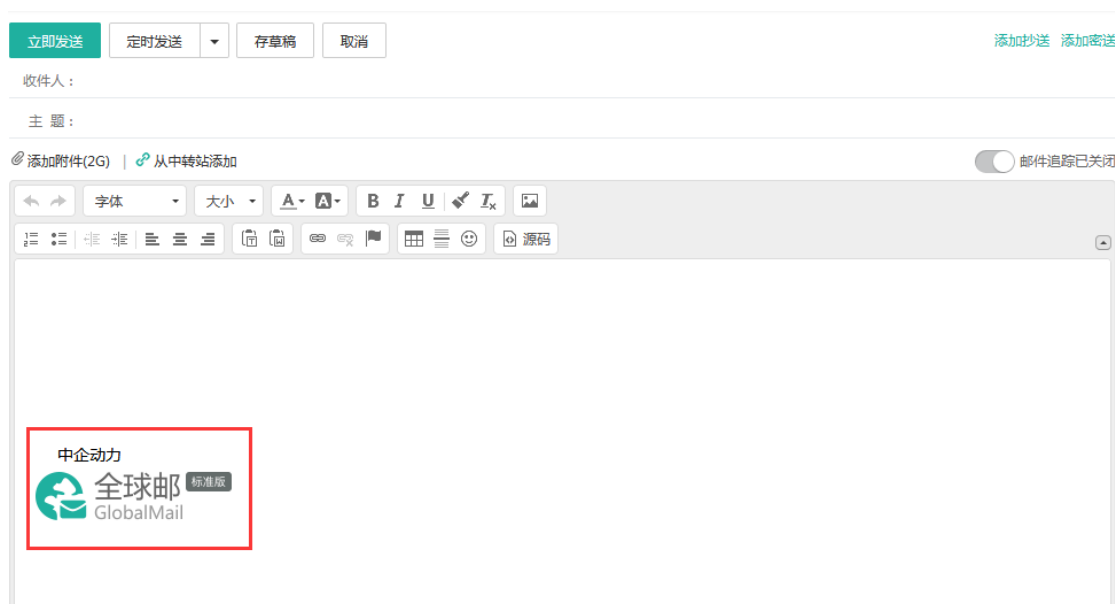 立即发送 定时发送 存草稿 取消 添加抄送 添加密送
收件人：
主 题：
添加附件(2G) | 从中转站添加 邮件追踪已关闭
字体 大小 A A B I U Tx
源码
中企动力
全球邮 标准版
GlobalMail